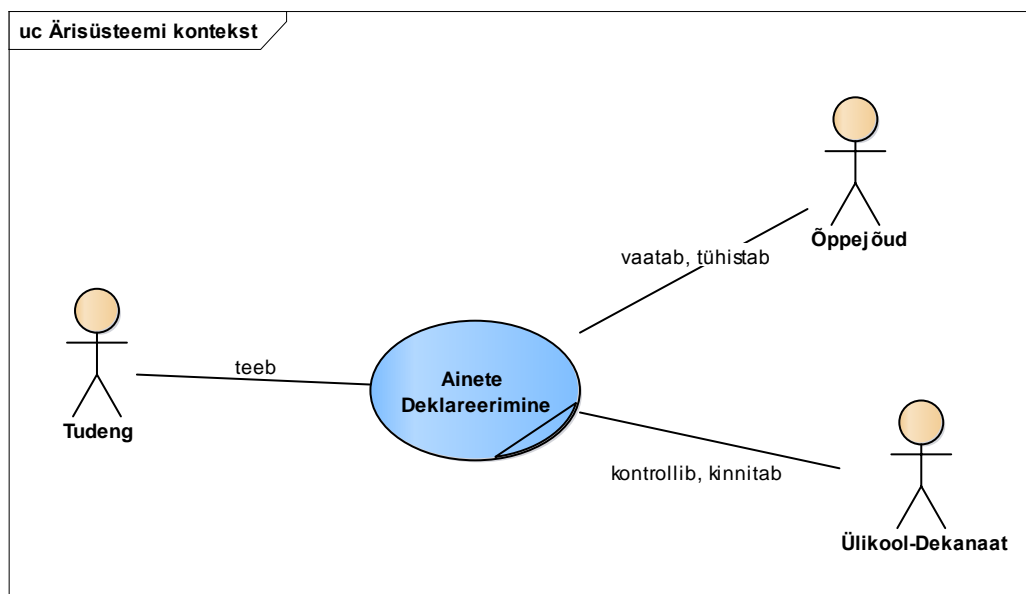 uc Ärisüsteemi kontekst
Õppejõud
vaatab, tühistab
teeb
Ainete
Deklareerimine
Tudeng
kontrollib, kinnitab
Ülikool-Dekanaat